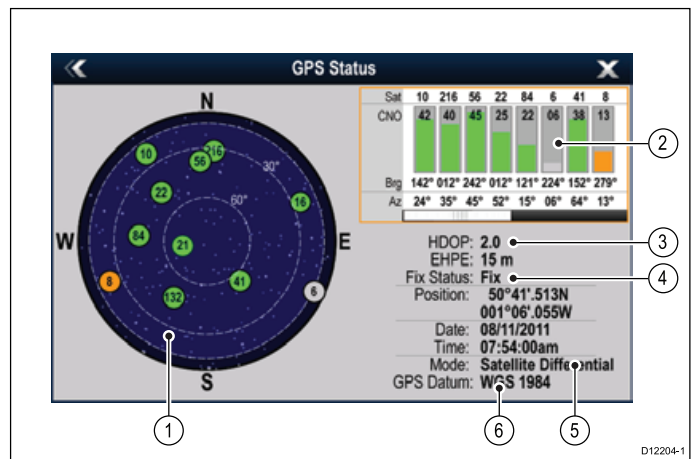 GPS Status
N
W
E
S
30°
60°
10
216
56
22
16
84
21
8
41
6
132
Sat 10 216 56 22 84 6 41 8
CNO 42 40 45 25 22 06 38 13
Brg 142° 012° 242° 012° 121° 224° 152° 279°
Az 24° 35° 45° 52° 15° 06° 64° 13°
HDOP: 2.0
EHPE: 15 m
Fix Status: Fix
Position: 50°41'.513N
001°06'.055W
Date: 08/11/2011
Time: 07:54:00am
Mode: Satellite Differential
GPS Datum: WGS 1984
2
3
4
1
6
5
D12204-1